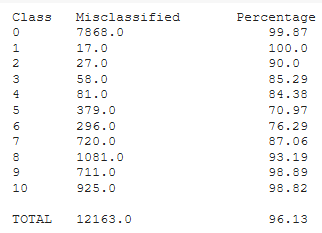 Class Misclassified Percentage
0 7868.0 99.87
1 17.0 100.0
2 27.0 90.0
3 58.0 85.29
4 81.0 84.38
5 379.0 70.97
6 296.0 76.29
7 720.0 87.06
8 1081.0 93.19
9 711.0 98.89
10 925.0 98.82
TOTAL 12163.0 96.13